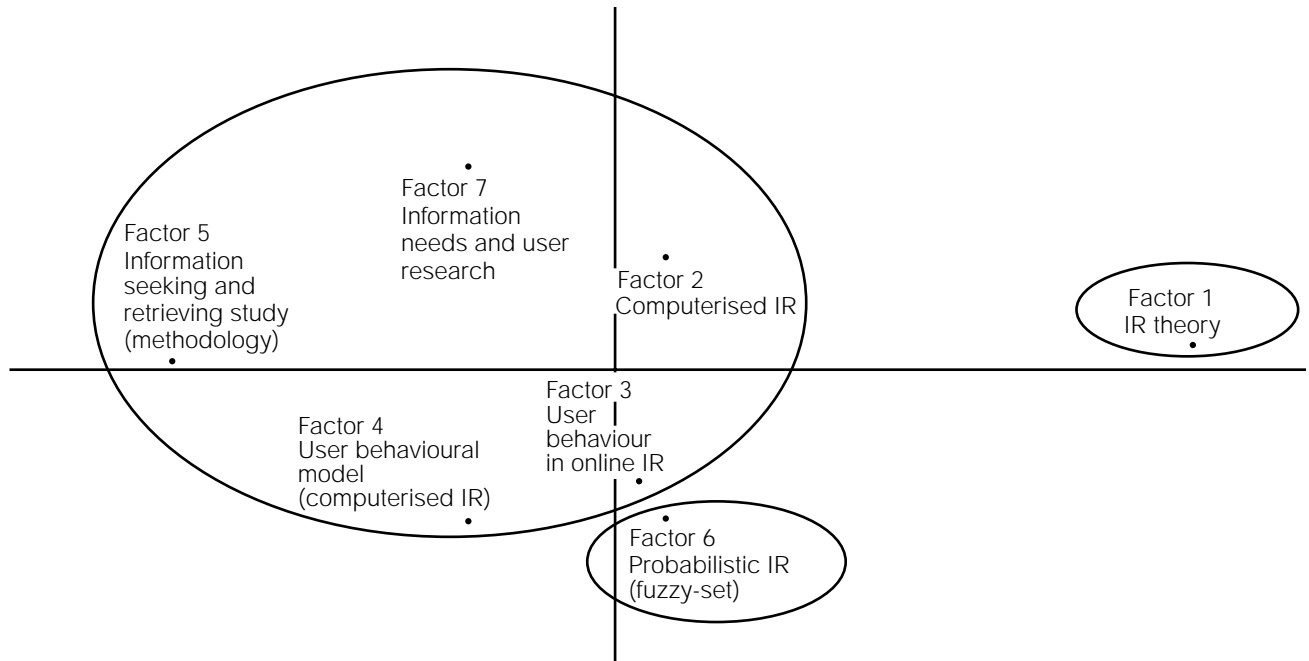 Factor 7
Information
needs and user
research
Factor 5
Information
seeking and
retrieving study
(methodology)
Factor 2
Computerised IR
Factor 1
IR theory
Factor 3
User
behaviour
in online IR
Factor 4
User behavioural
model
(computerised IR)
Factor 6
Probabilistic IR
(fuzzy-set)